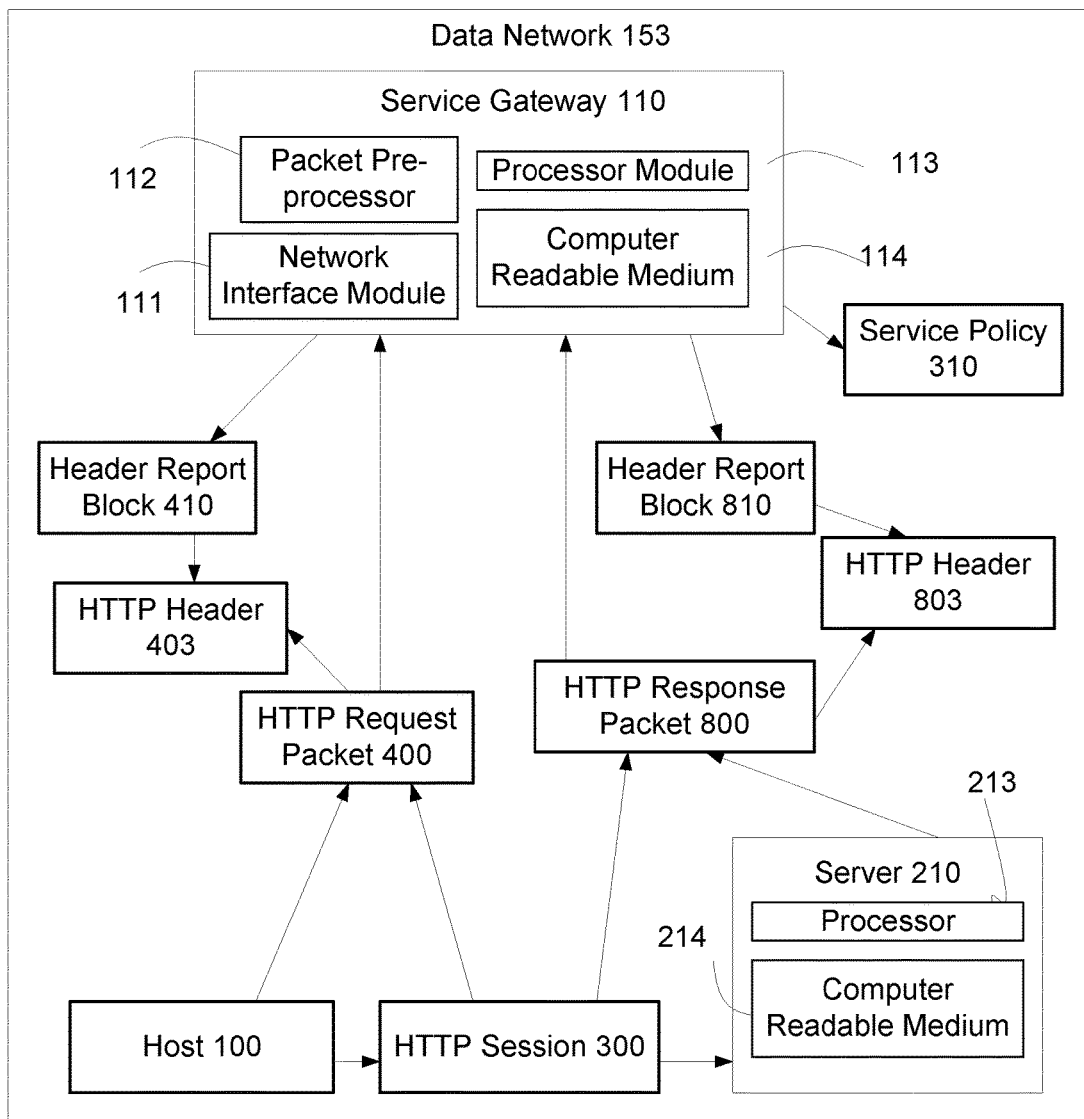 Data Network 153
Service Gateway 110
Packet Pre-
processor
Processor Module
113
112
Network
Interface Module
Computer
Readable Medium
114
111
Service Policy
310
Header Report
Block 410
Header Report
Block 810
HTTP Header
403
HTTP Header
803
HTTP Request
Packet 400
HTTP Response
Packet 800
213
Server 210
Processor
214
Computer
Readable Medium
Host 100
HTTP Session 300